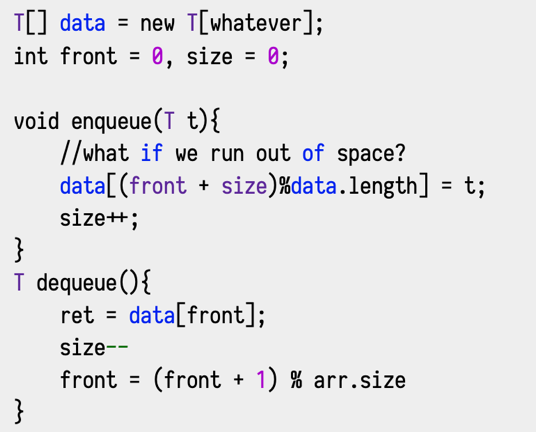 T[] data = new T[whatever];
int front = 0, size = 0;
void enqueue(T t){
//what if we run out of space?
data[(front + size)%data.length] = t;
size++;
}
T dequeue(){
ret = data[front];
size--
front = (front + 1) % arr.size
}